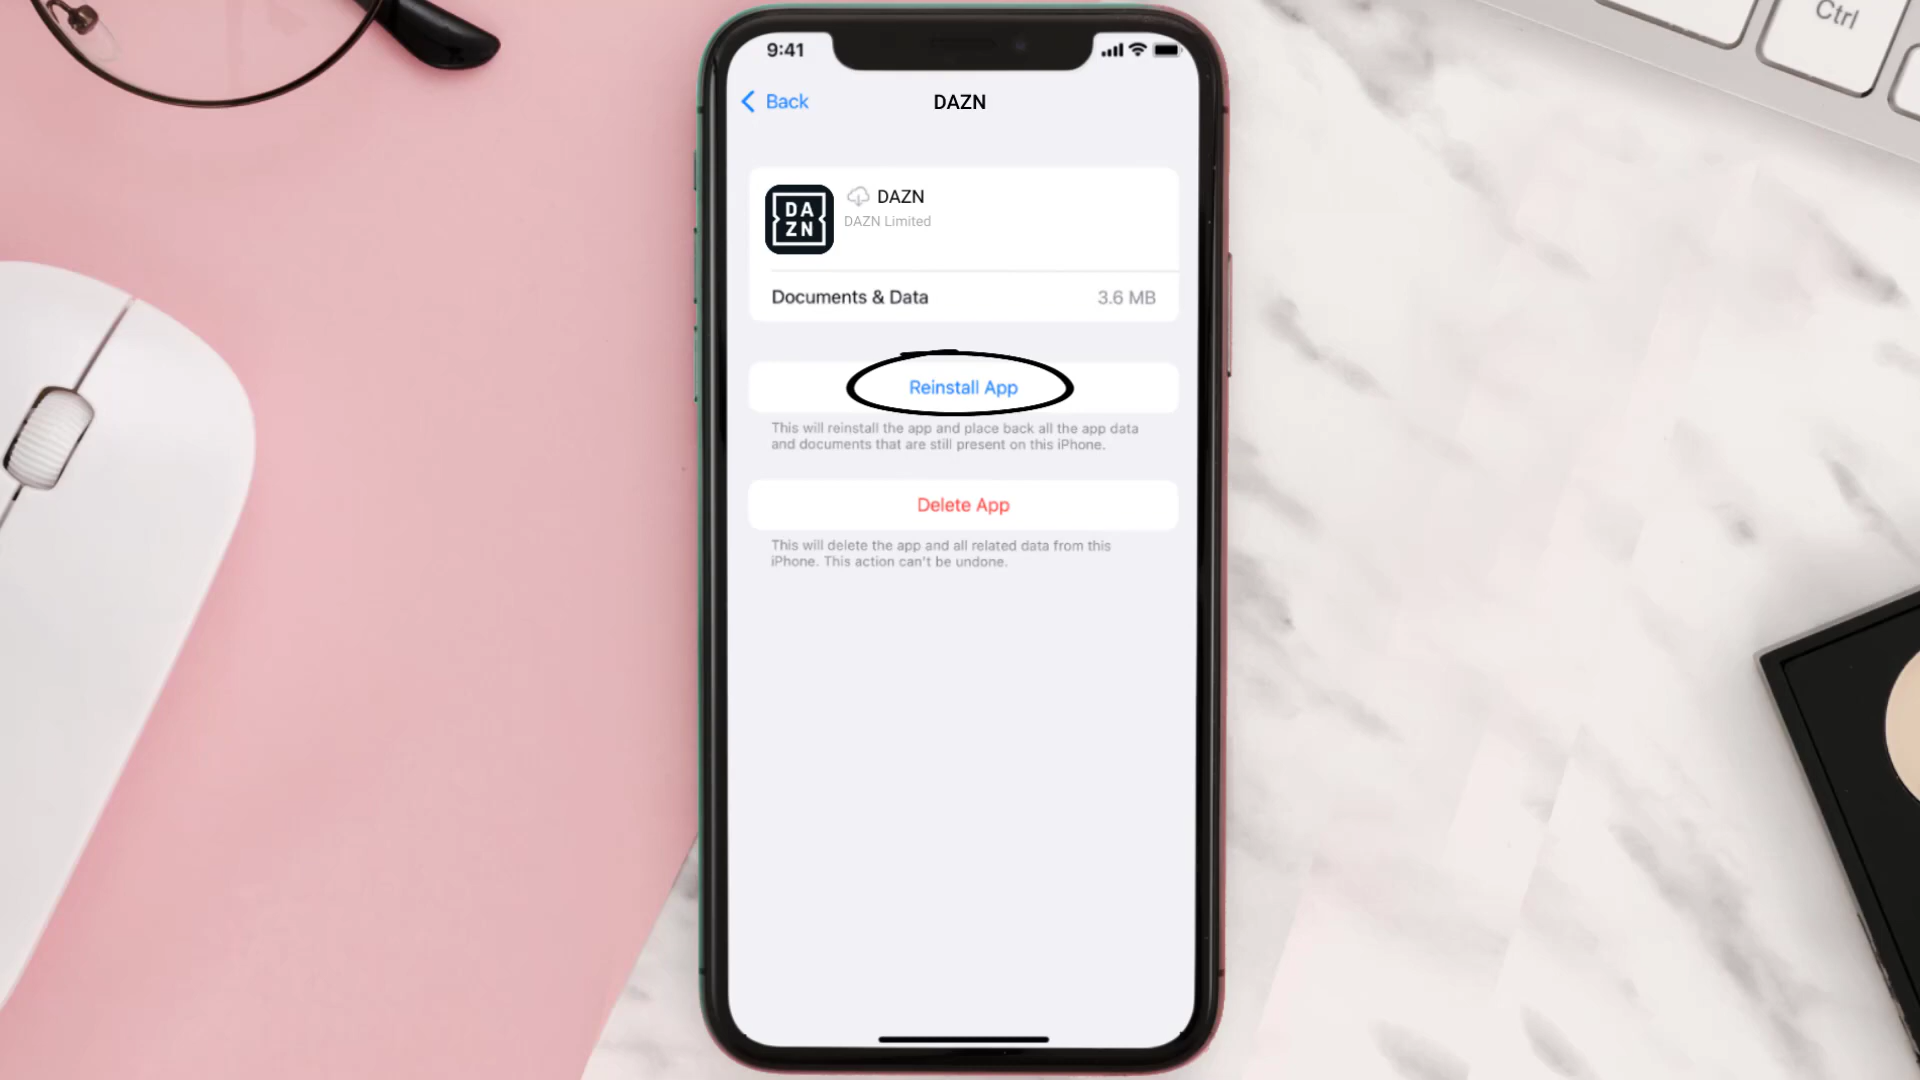 Ctrl
9:41
Back
DAZN
DA
ZN
DAZN
DAZN Limited
Documents & Data 3.6 MB
Reinstall App
This will reinstall the app and place back all the app data
and documents that are still present on this iPhone.
Delete App
This will delete the app and all related data from this
iPhone. This action can't be undone.